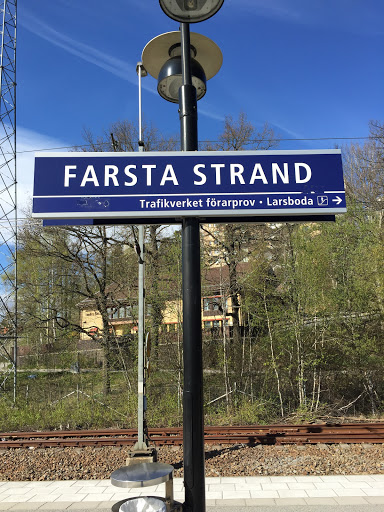 FARSTA STRAND
Trafikverket förarprov • Larsboda →